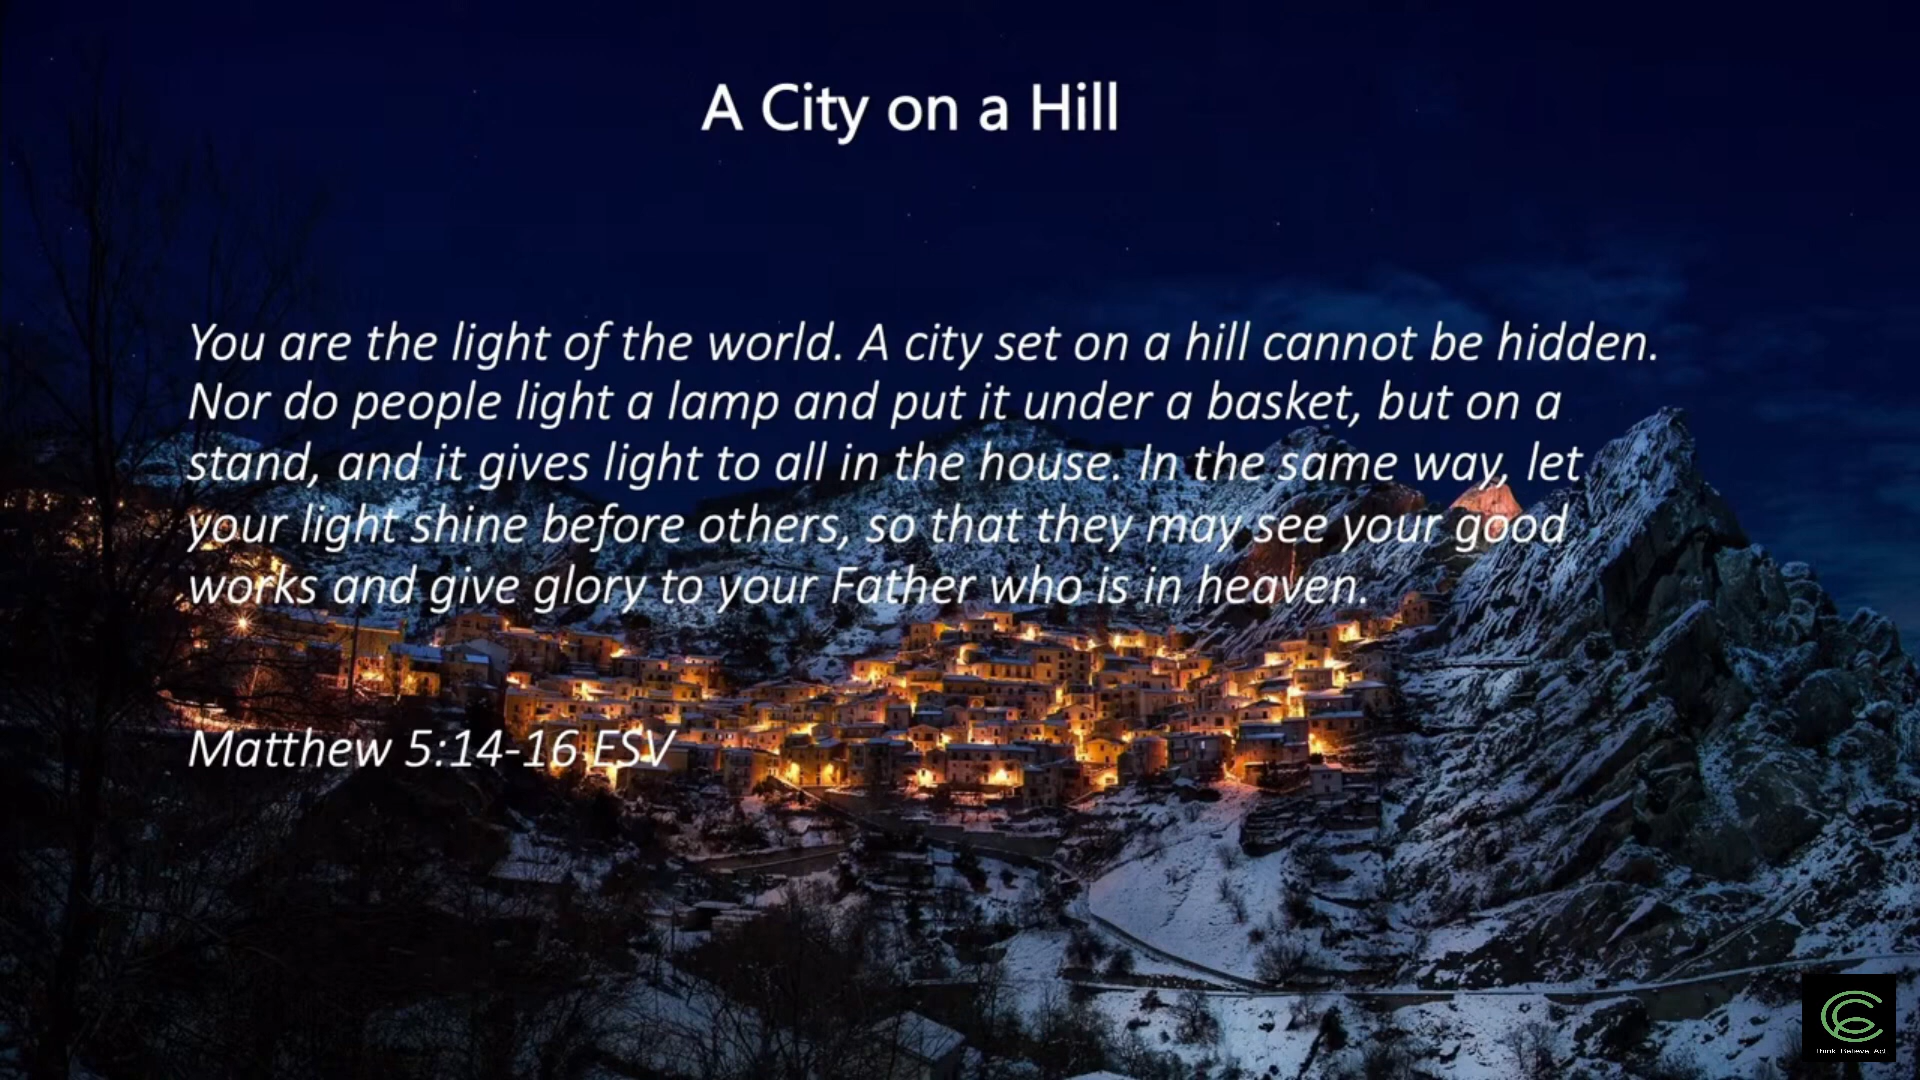 A City on a Hill
You are the light of the world. A city set on a hill cannot be hidden.
Nor do people light a lamp and put it under a basket, but on a
stand, and it gives light to all in the house. In the same way, let
your light shine before others, so that they may see your good
works and give glory to your Father who is in heaven.
Matthew 5:14-16 ESV
Think Believe Act